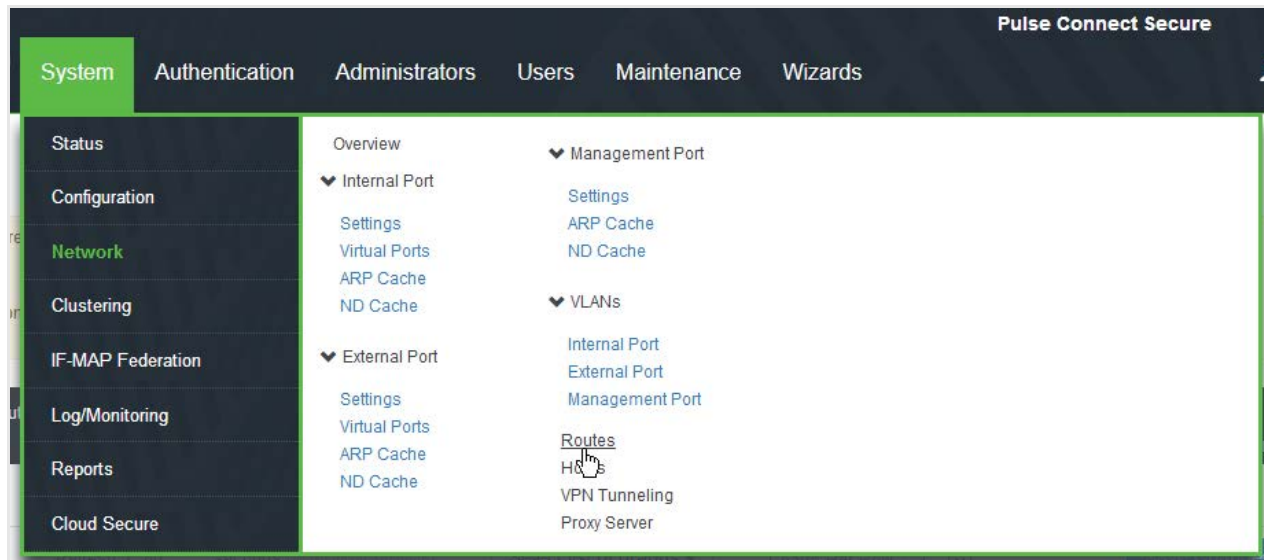 Pulse Connect Secure
System
Authentication
Administrators
Users
Maintenance
Wizards
Status
Configuration
Network
Clustering
IF-MAP Federation
Log/Monitoring
Reports
Cloud Secure
Overview
Internal Port
Settings
Virtual Ports
ARP Cache
ND Cache
External Port
Settings
Virtual Ports
ARP Cache
ND Cache
Management Port
Settings
ARP Cache
ND Cache
VLANs
Internal Port
External Port
Management Port
Routes
VPN Tunneling
Proxy Server